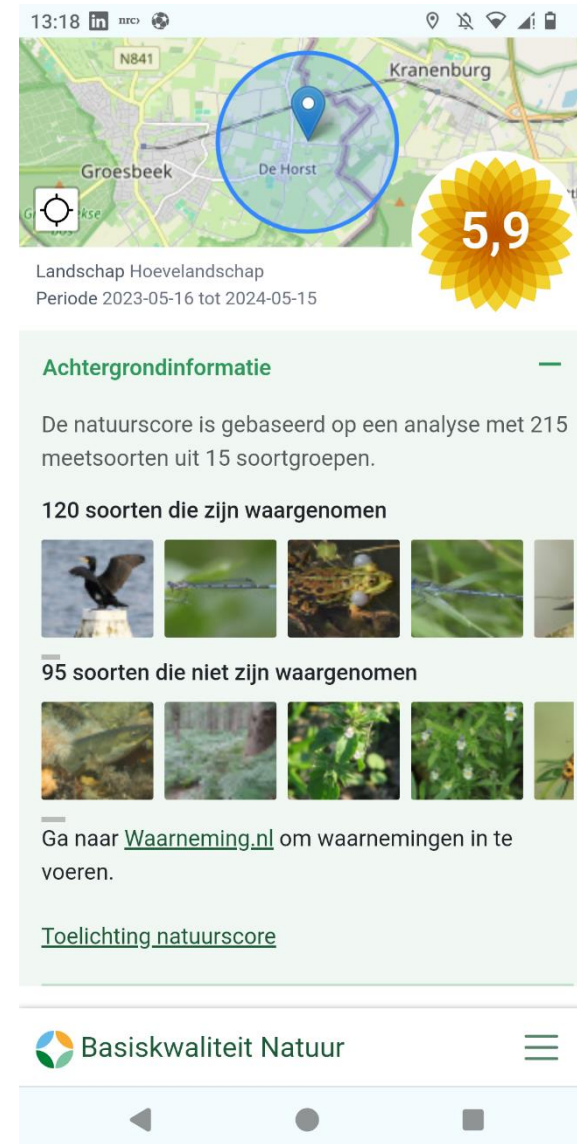 13:18 in nrc>
N841
Kranenburg
Groesbeek
De Horst
5,9
Landschap Hoevelandschap
Periode 2023-05-16 tot 2024-05-15
Achtergrondinformatie
De natuurscore is gebaseerd op een analyse met 215
meetsoorten uit 15 soortgroepen.
120 soorten die zijn waargenomen
95 soorten die niet zijn waargenomen
Ga naar Waarneming.nl om waarnemingen in te
voeren.
Toelichting natuurscore
Basiskwaliteit Natuur